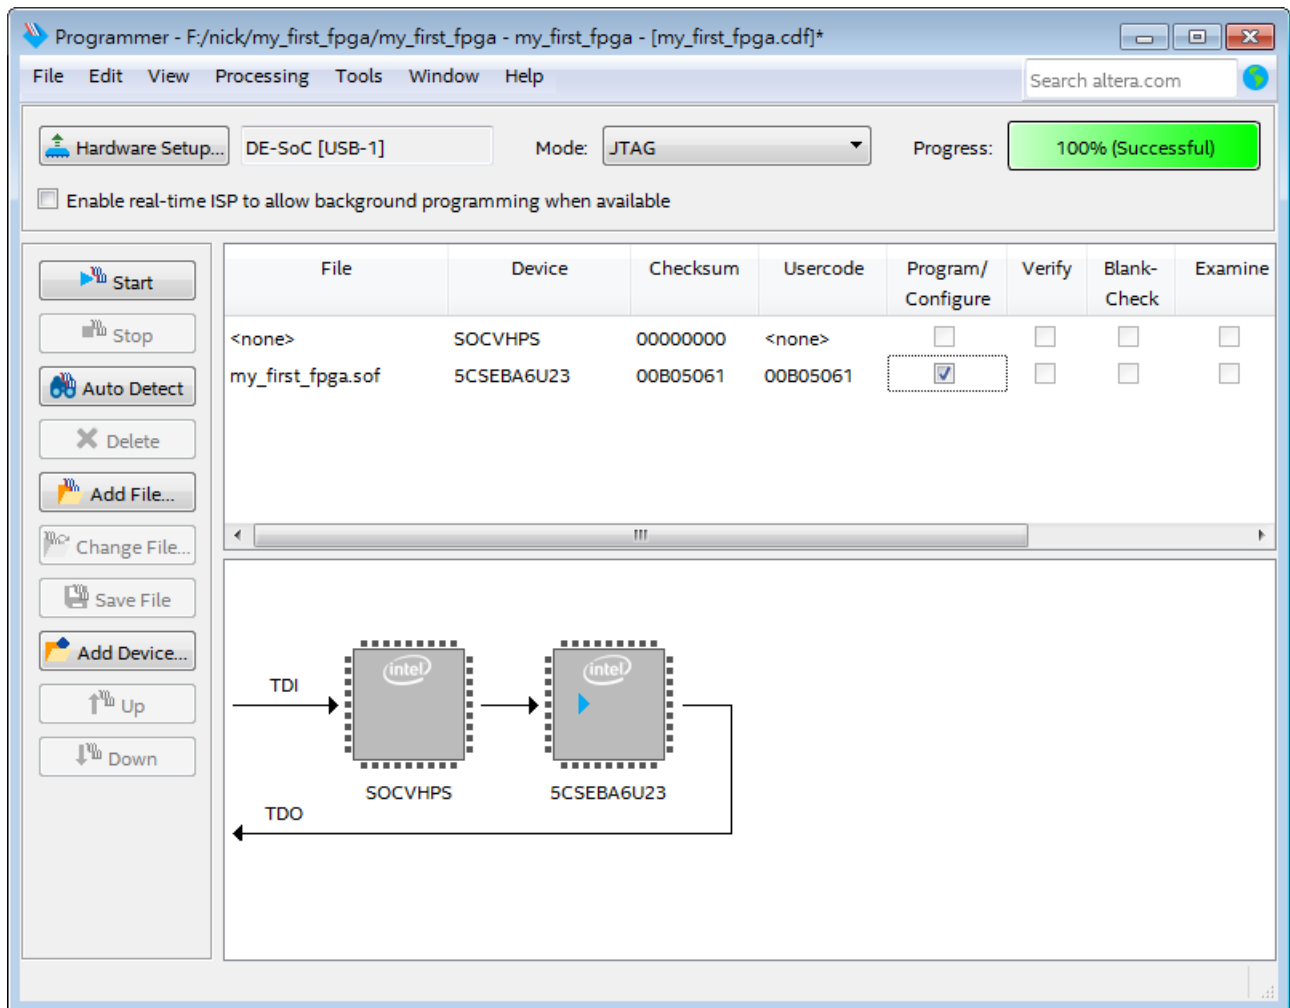 Programmer - F:/nick/my_first_fpga/my_first_fpga - my_first_fpga - [my_first_fpga.cdf]*
File Edit View Processing Tools Window Help Search altera.com
Hardware Setup... DE-SoC [USB-1] Mode: JTAG Progress: 100% (Successful)
Enable real-time ISP to allow background programming when available
Start
Stop
Auto Detect
Delete
Add File...
Change File...
Save File
Add Device...
Up
Down
File Device Checksum Usercode Program/ Verify Blank- Examine
Configure Check
<none> SOCVHPS 00000000 <none>
my_first_fpga.sof 5CSEBA6U23 00B05061 00B05061
intel intel
TDI
SOCVHPS 5CSEBA6U23
TDO